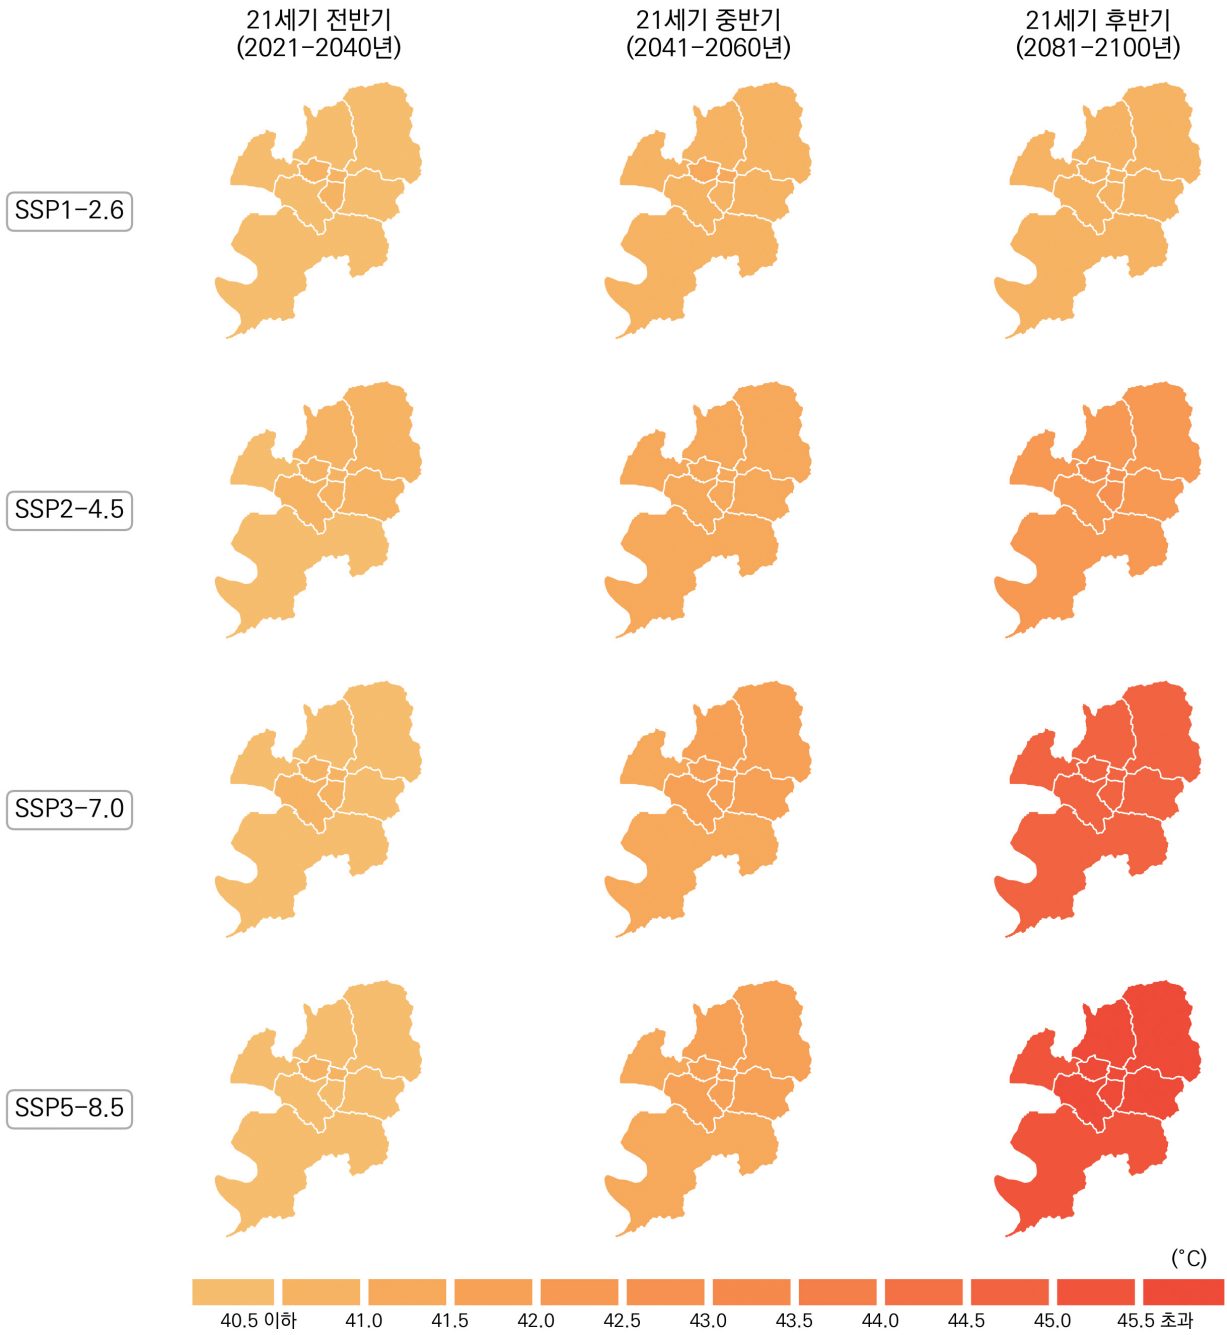 21세기 전반기
(2021-2040년)
21세기 중반기
(2041-2060년)
21세기 후반기
(2081-2100년)
SSP1-2.6
SSP2-4.5
SSP3-7.0
SSP5-8.5
(°C)
40.5 이하 41.0 41.5 42.0 42.5 43.0 43.5 44.0 44.5 45.0 45.5 초과